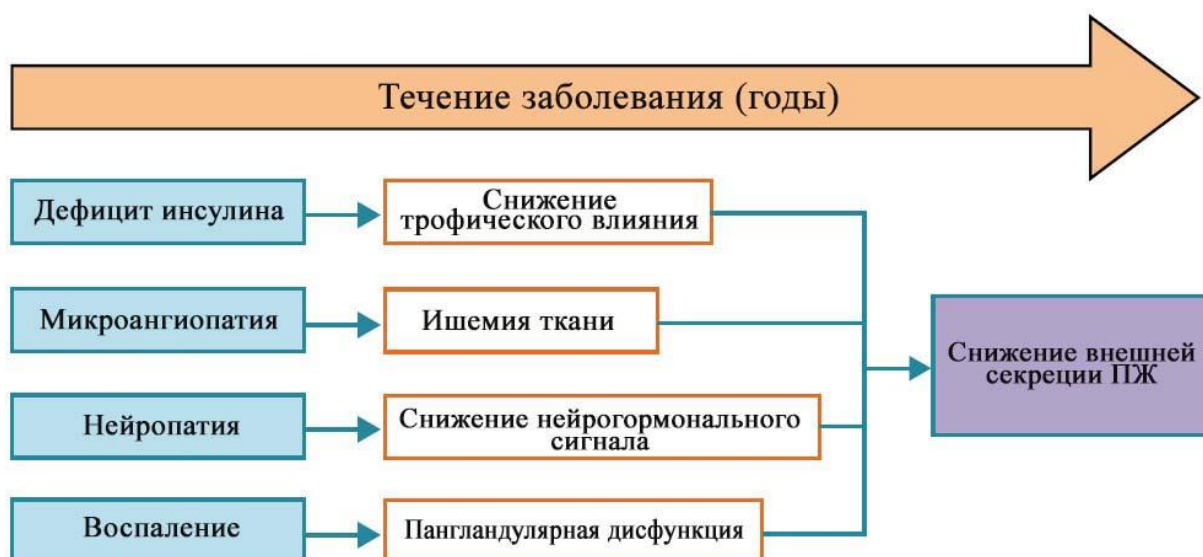 Течение заболевания (годы)
Дефицит инсулина
Снижение
трофического влияния
Микроангиопатия
Ишемия ткани
Нейропатия
Снижение нейрогормонального
сигнала
Воспаление
Пангландулярная дисфункция
Снижение внешней
секреции ПЖ